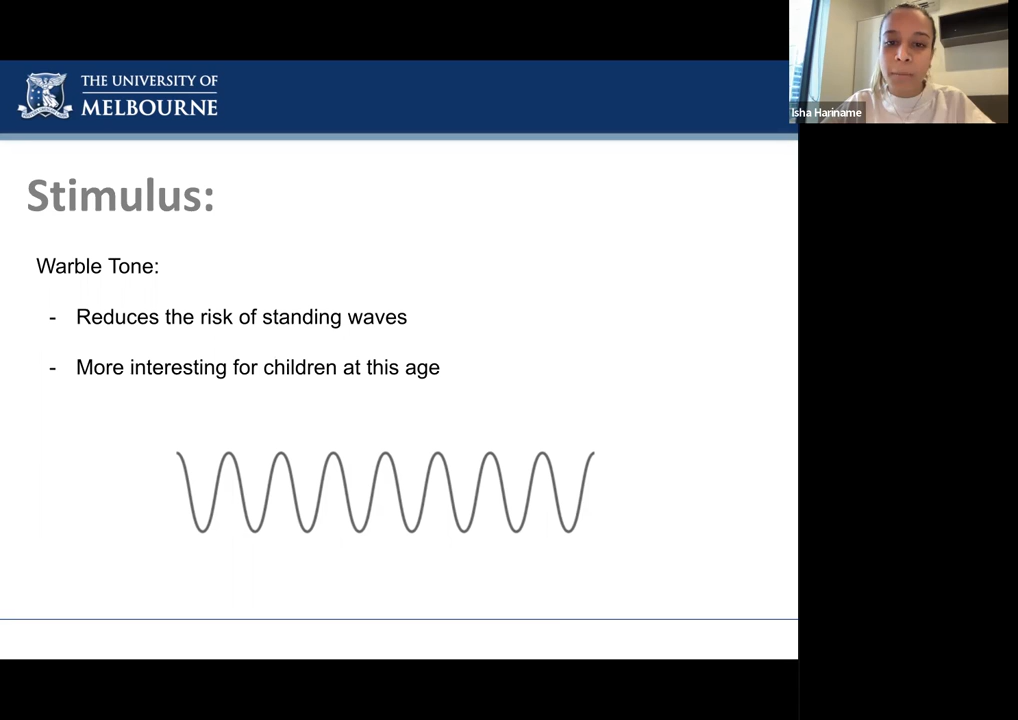 THE UNIVERSITY OF
MELBOURNE
Isha Hariname
Stimulus:
Warble Tone:
- Reduces the risk of standing waves
- More interesting for children at this age